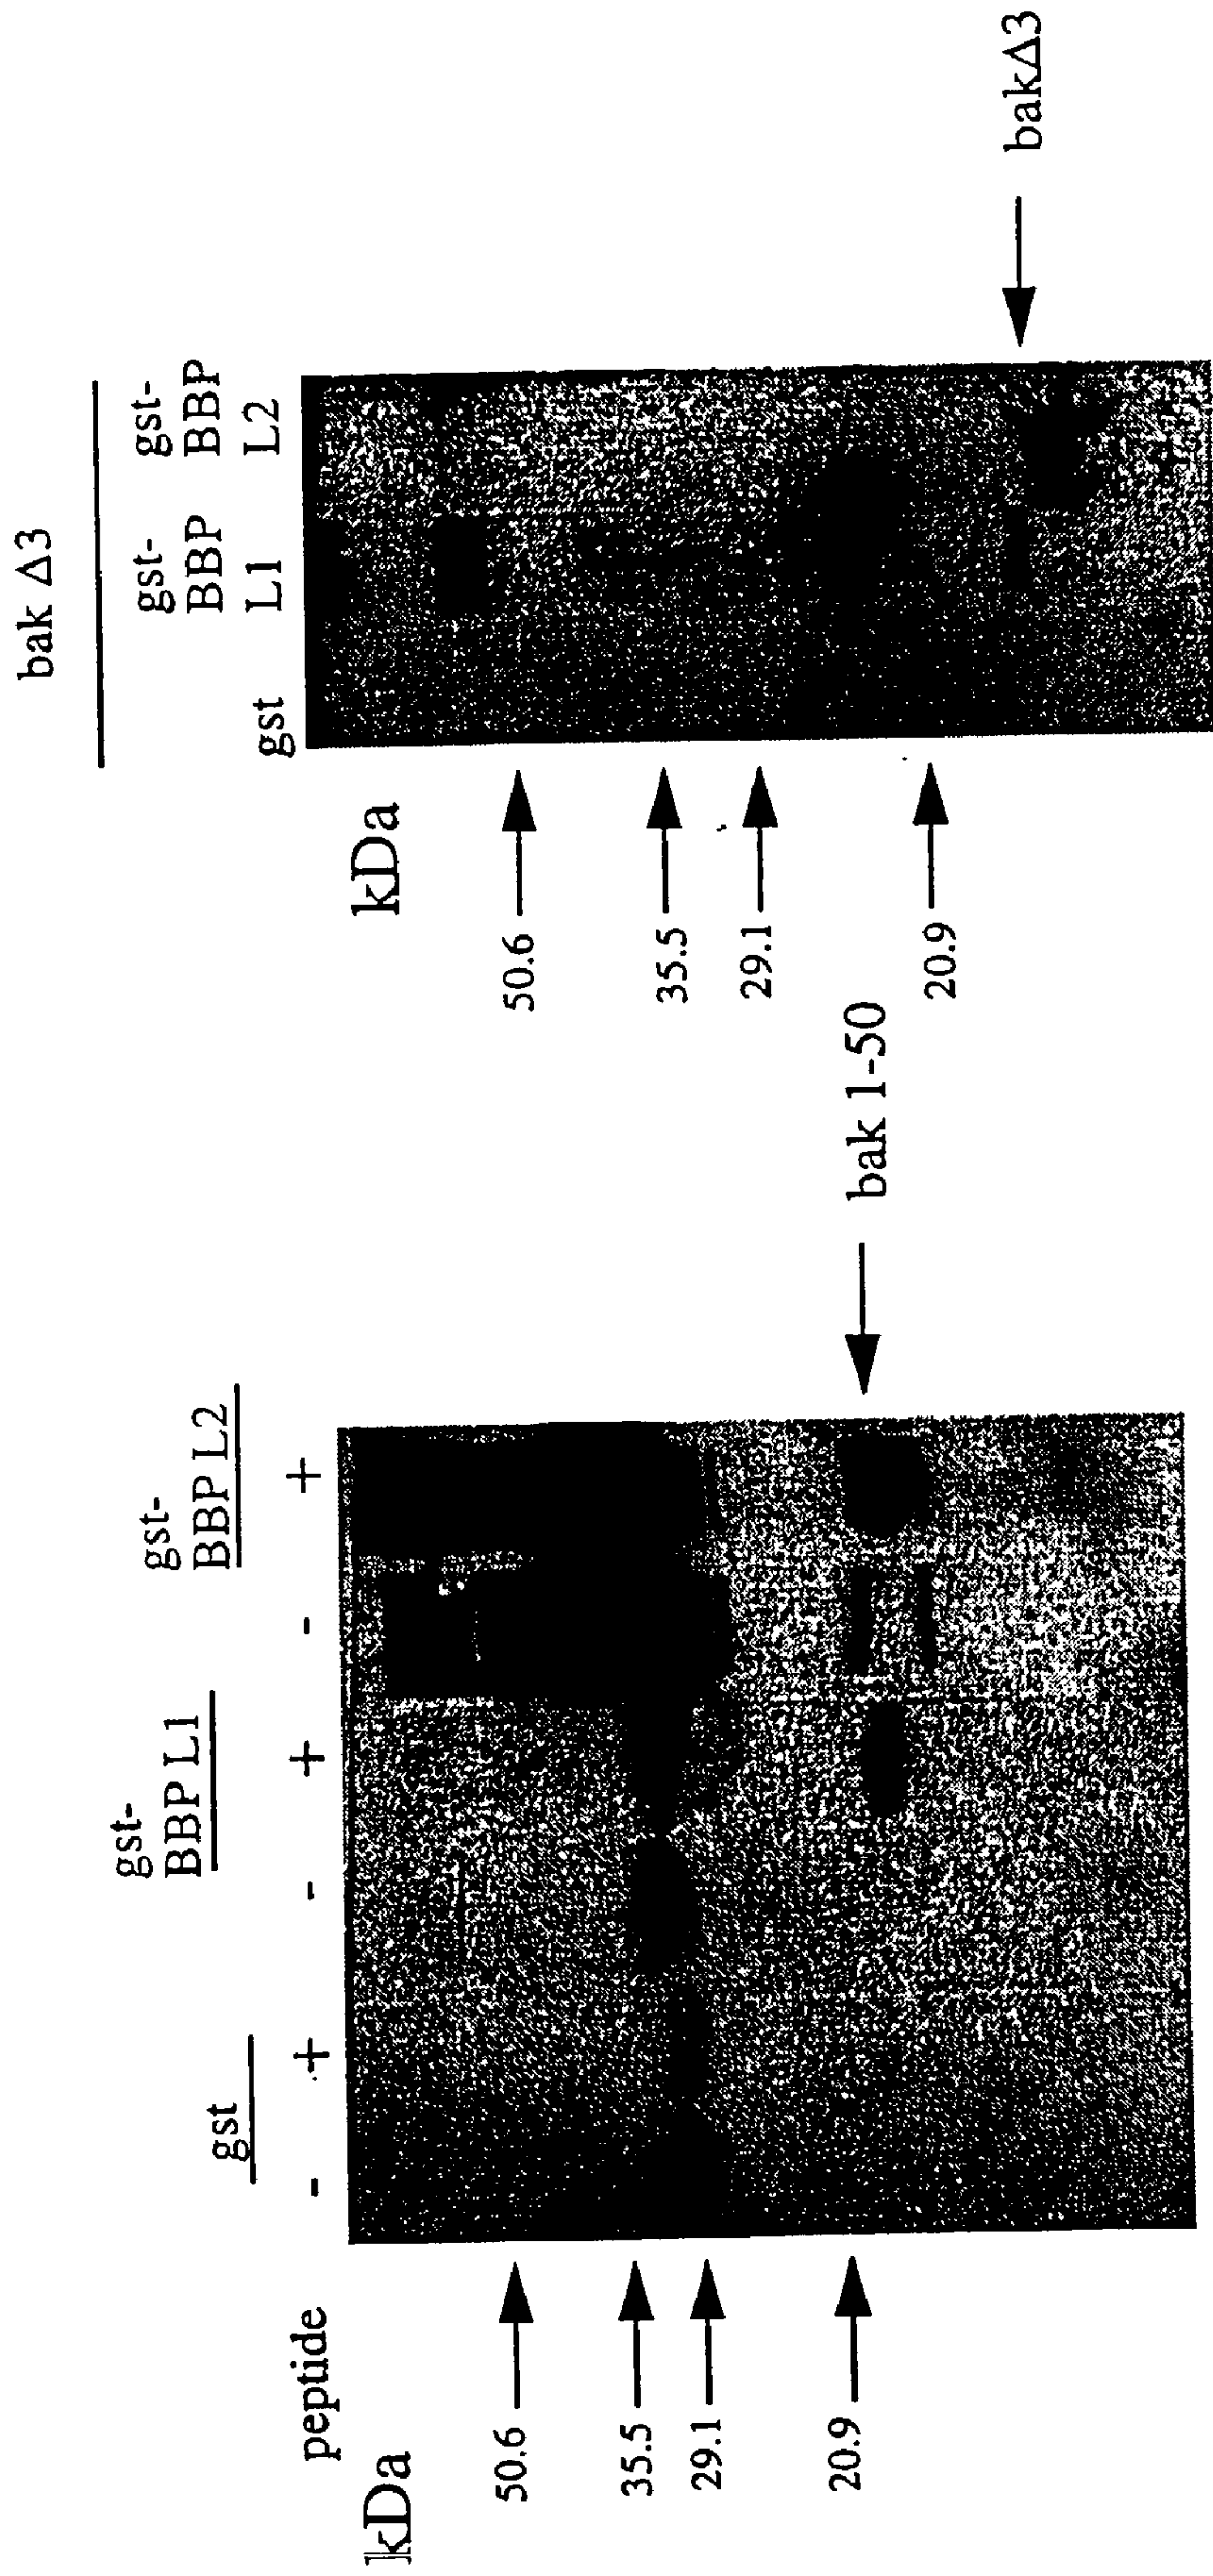 peptide
gst
gst-
BBP L1
gst-
BBP L2
- + - + - +
kDa
50.6
35.5
29.1
20.9
bak 1-50
bak Δ3
gst
gst-
BBP
L1
gst-
BBP
L2
kDa
50.6
35.5
29.1
20.9
bakΔ3